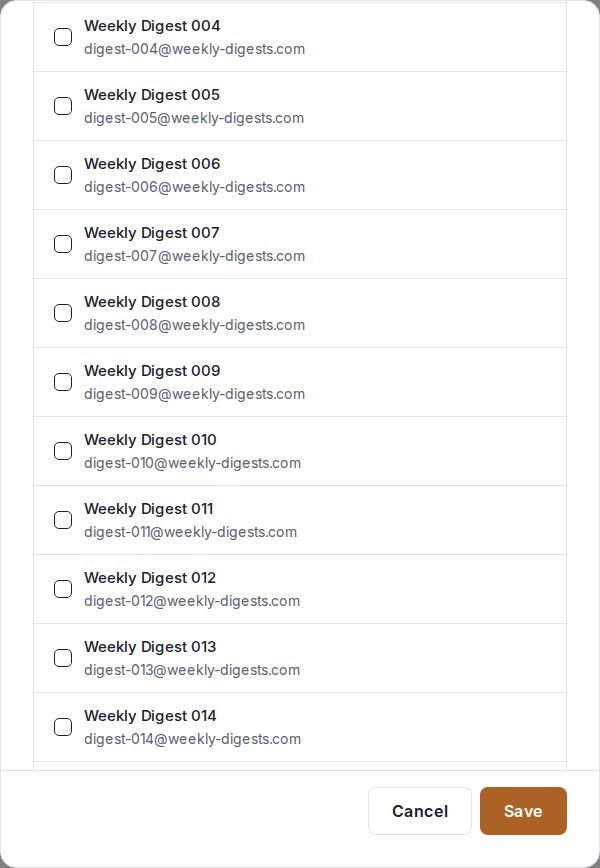 Weekly Digest 004
digest-004@weekly-digests.com
Weekly Digest 005
digest-005@weekly-digests.com
Weekly Digest 006
digest-006@weekly-digests.com
Weekly Digest 007
digest-007@weekly-digests.com
Weekly Digest 008
digest-008@weekly-digests.com
Weekly Digest 009
digest-009@weekly-digests.com
Weekly Digest 010
digest-010@weekly-digests.com
Weekly Digest 011
digest-011@weekly-digests.com
Weekly Digest 012
digest-012@weekly-digests.com
Weekly Digest 013
digest-013@weekly-digests.com
Weekly Digest 014
digest-014@weekly-digests.com
Cancel Save